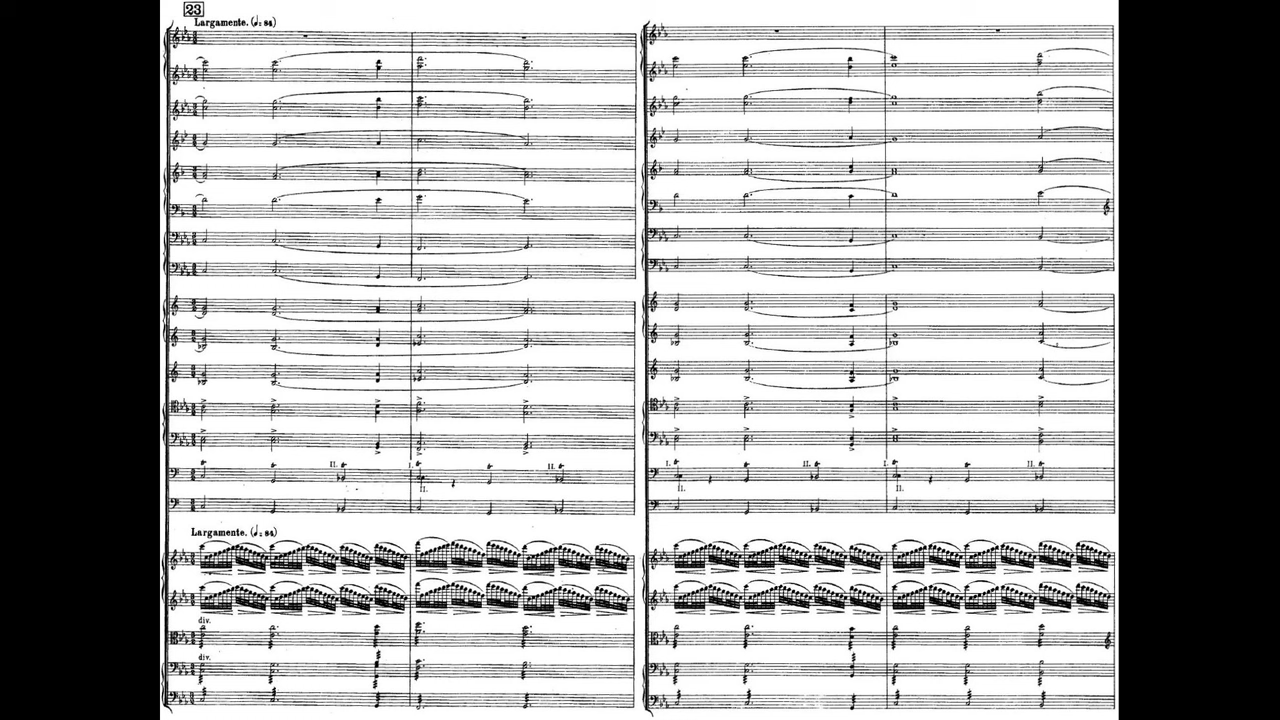 23
Largamente. (𝅗𝅥 = 84)
II.
I.
II.
II.
I.
II.
II.
I.
II.
II.
Largamente. (𝅗𝅥 = 84)
div.
div.